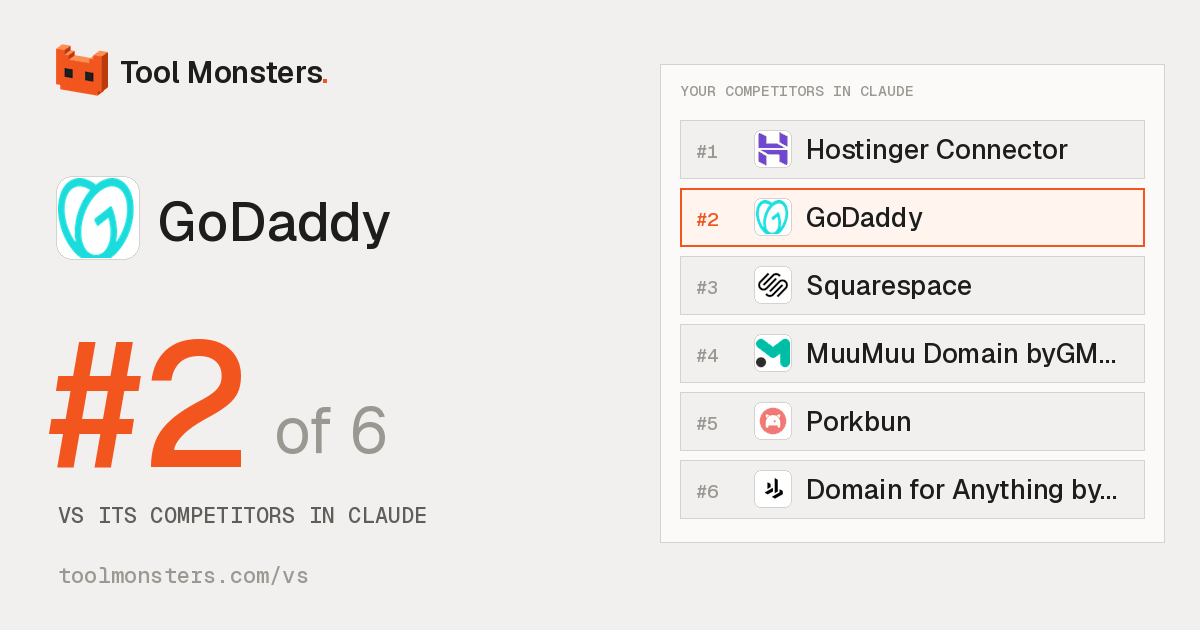 Tool Monsters.
GoDaddy
#2 of 6
VS ITS COMPETITORS IN CLAUDE
toolmonsters.com/vs
YOUR COMPETITORS IN CLAUDE
#1 Hostinger Connector
#2 GoDaddy
#3 Squarespace
#4 MuuMuu Domain byGM...
#5 Porkbun
#6 Domain for Anything by...